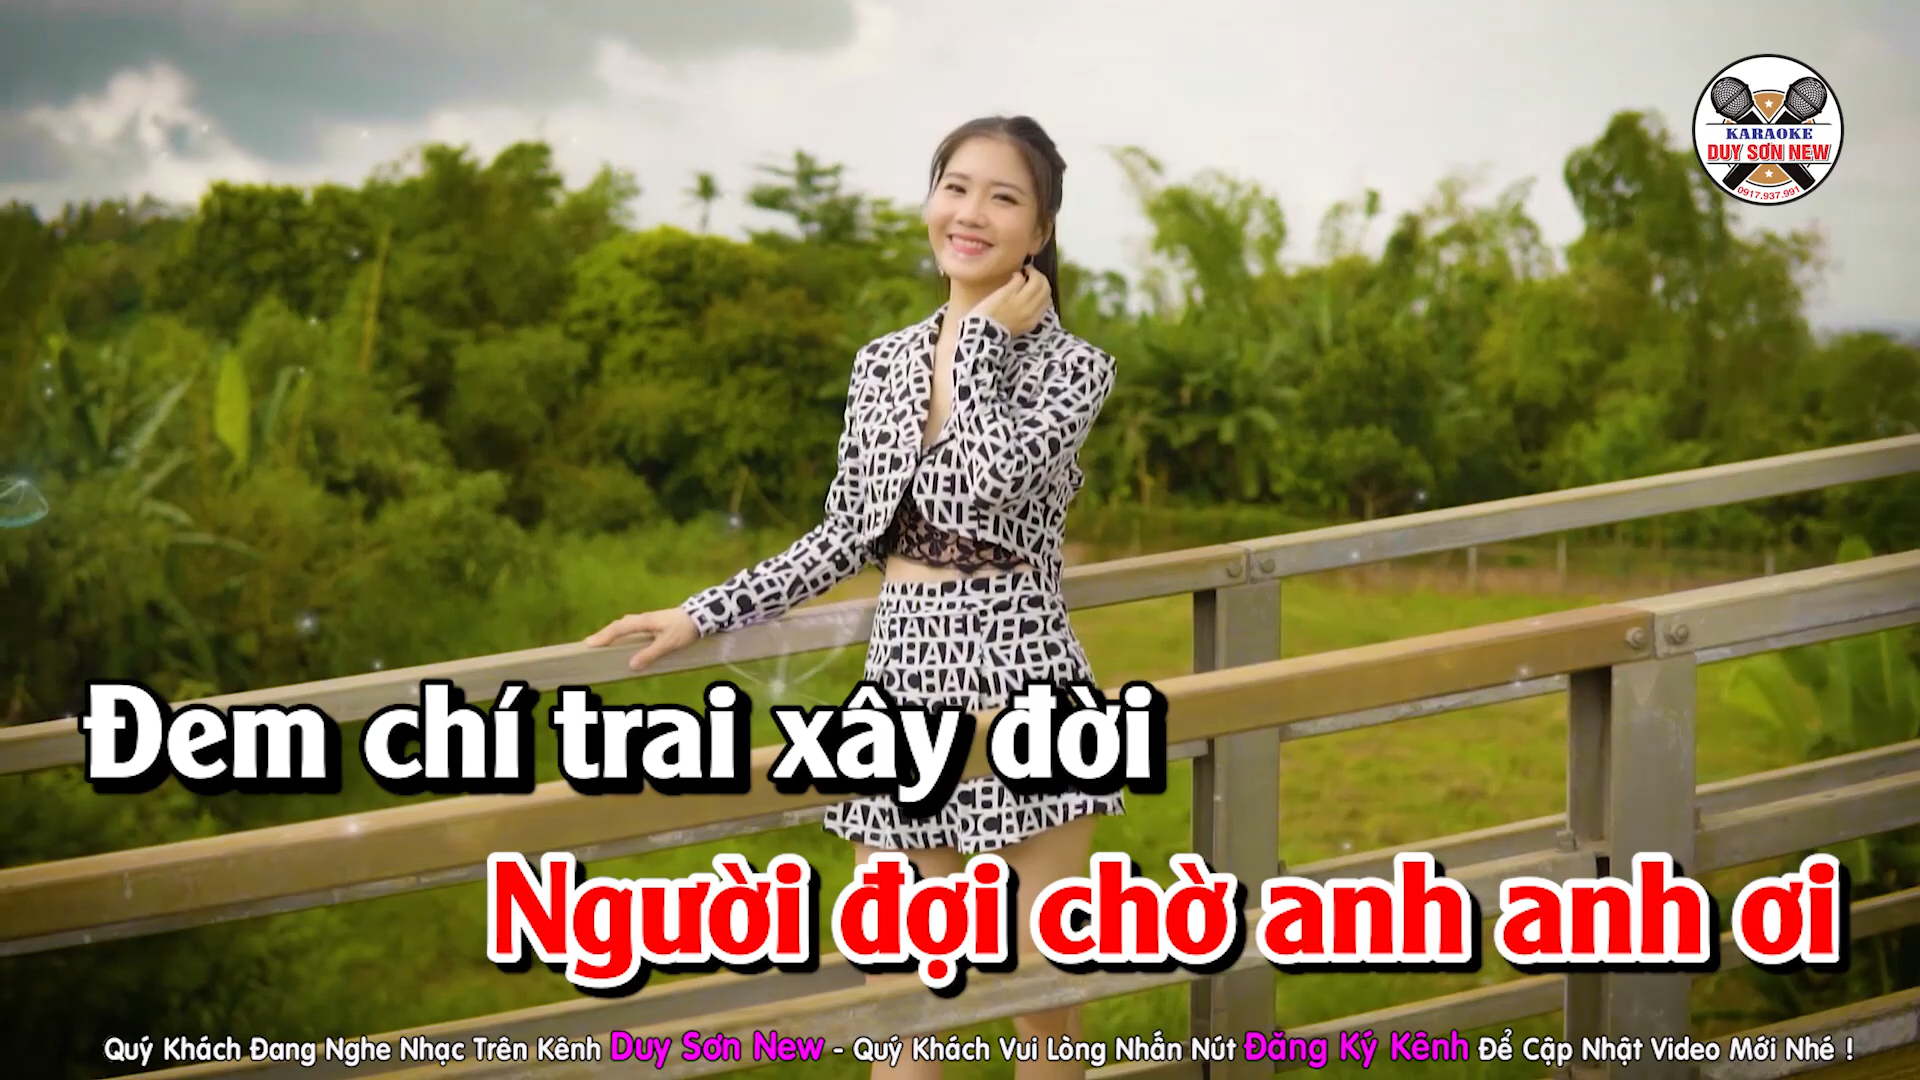 KARAOKE
DUY SƠN NEW
0917.937.991
Đem chí trai xây đời
Người đợi chờ anh anh ơi
Quý Khách Đang Nghe Nhạc Trên Kênh Duy Sơn New - Quý Khách Vui Lòng Nhấn Nút Đăng Ký Kênh Để Cập Nhật Video Mới Nhé !